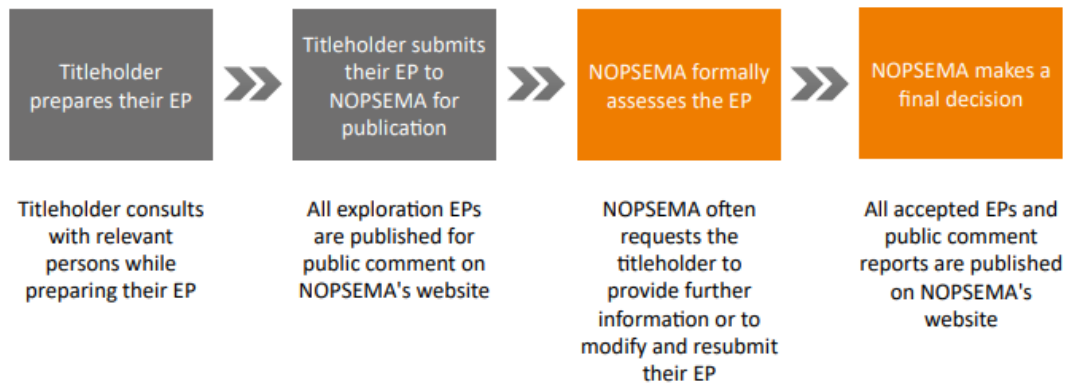 Titleholder
prepares their EP
Titleholder submits
their EP to
NOPSEMA for
publication
NOPSEMA formally
assesses the EP
NOPSEMA makes a
final decision
Titleholder consults
with relevant
persons while
preparing their EP
All exploration EPs
are published for
public comment on
NOPSEMA's website
NOPSEMA often
requests the
titleholder to
provide further
information or to
modify and resubmit
their EP
All accepted EPs and
public comment
reports are published
on NOPSEMA's
website